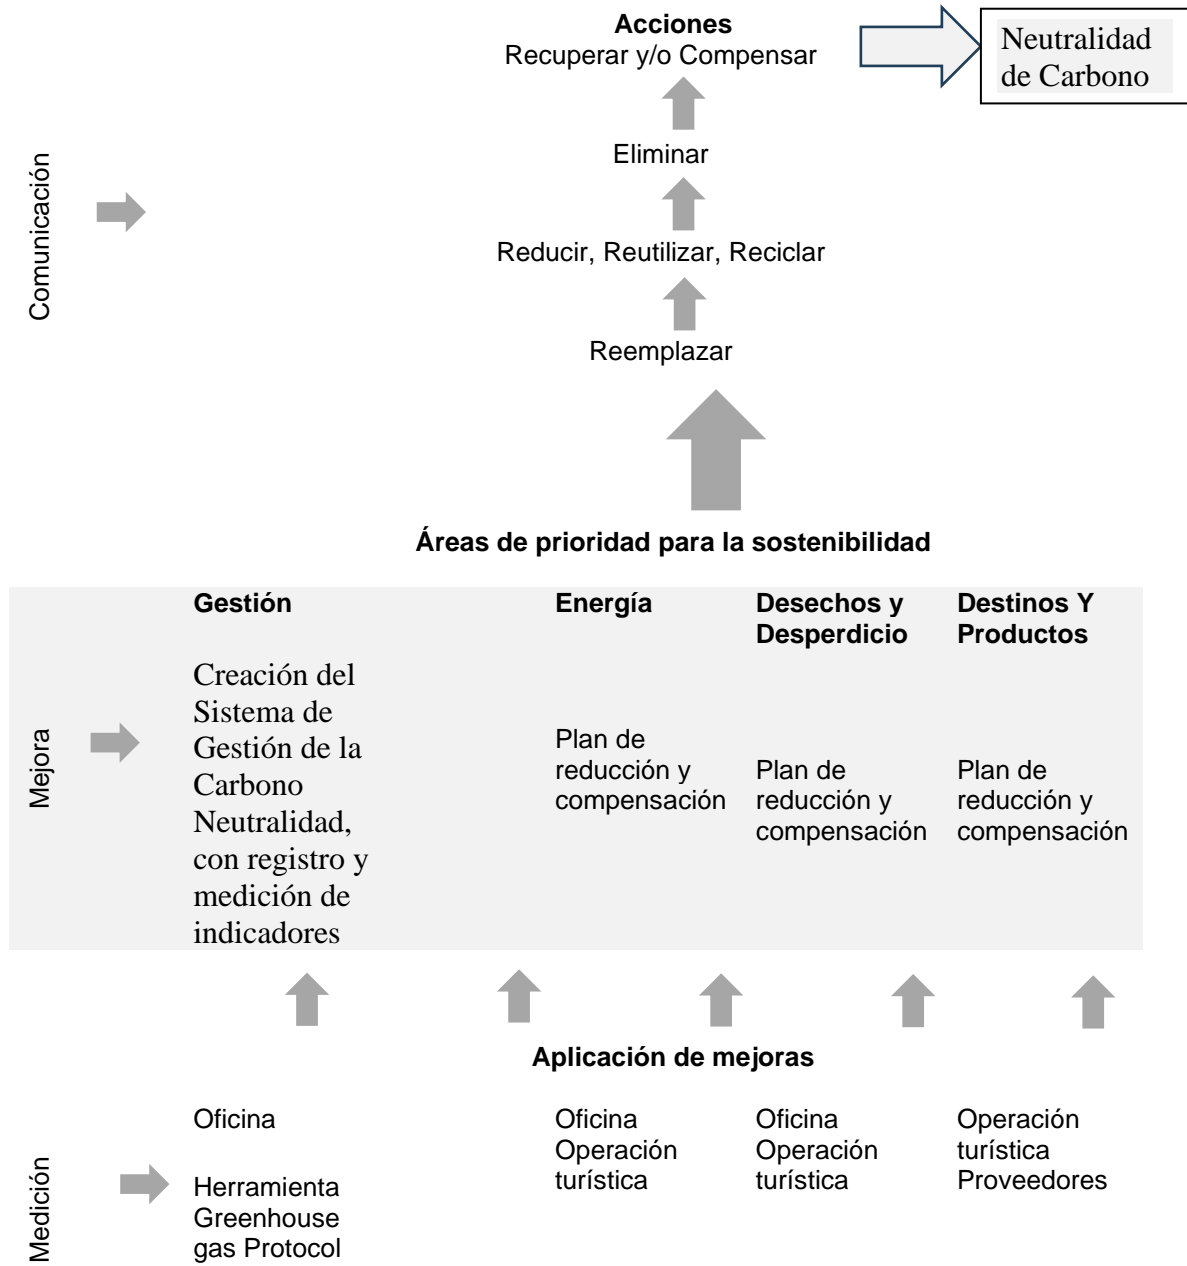 Acciones
Recuperar y/o Compensar
Neutralidad
de Carbono
Eliminar
Comunicación
Reducir, Reutilizar, Reciclar
Reemplazar
Áreas de prioridad para la sostenibilidad
Mejora
Gestión
Creación del
Sistema de
Gestión de la
Carbono
Neutralidad,
con registro y
medición de
indicadores
Energía
Plan de
reducción y
compensación
Desechos y
Desperdicio
Plan de
reducción y
compensación
Destinos Y
Productos
Plan de
reducción y
compensación
Aplicación de mejoras
Medición
Oficina
Herramienta
Greenhouse
gas Protocol
Oficina
Operación
turística
Oficina
Operación
turística
Operación
turística
Proveedores